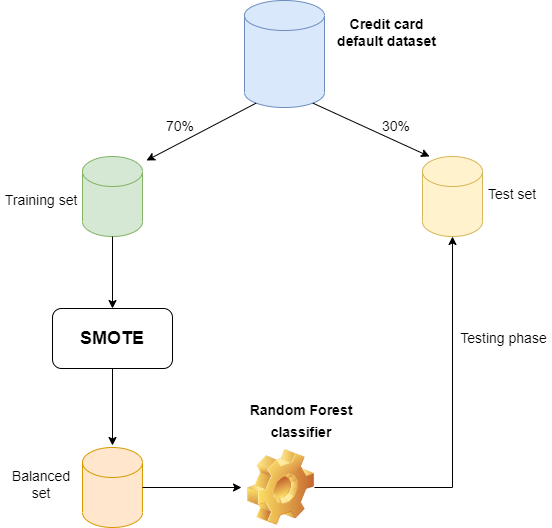 Credit card
default dataset
70%
30%
Training set
Test set
SMOTE
Testing phase
Random Forest
classifier
Balanced
set